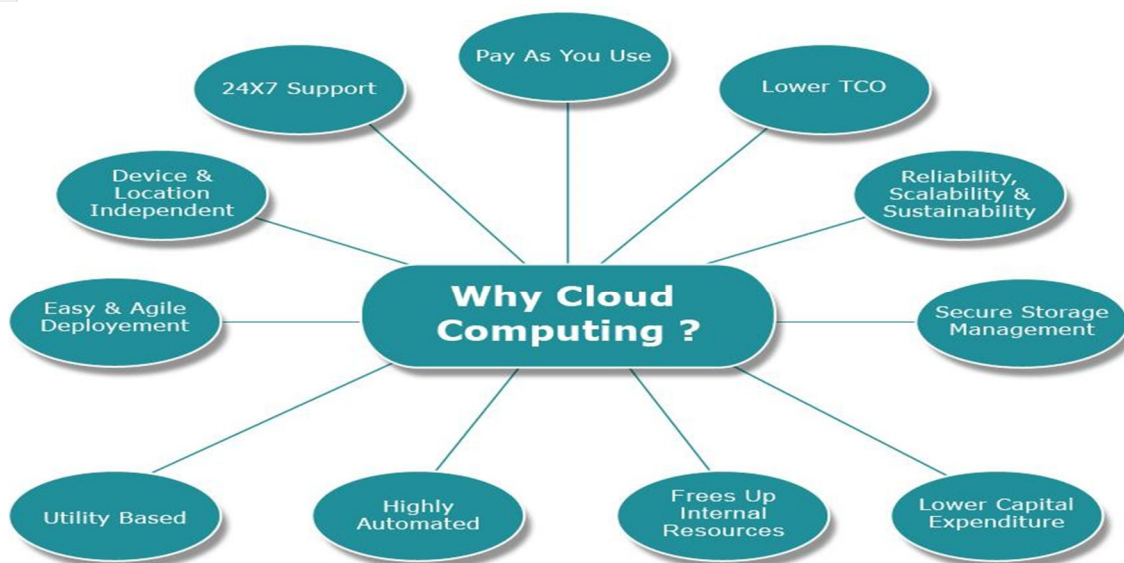 Pay As You Use
24X7 Support
Lower TCO
Device &
Location
Independent
Reliability,
Scalability &
Sustainability
Why Cloud
Computing ?
Easy & Agile
Deployement
Secure Storage
Management
Utility Based
Highly
Automated
Frees Up
Internal
Resources
Lower Capital
Expenditure